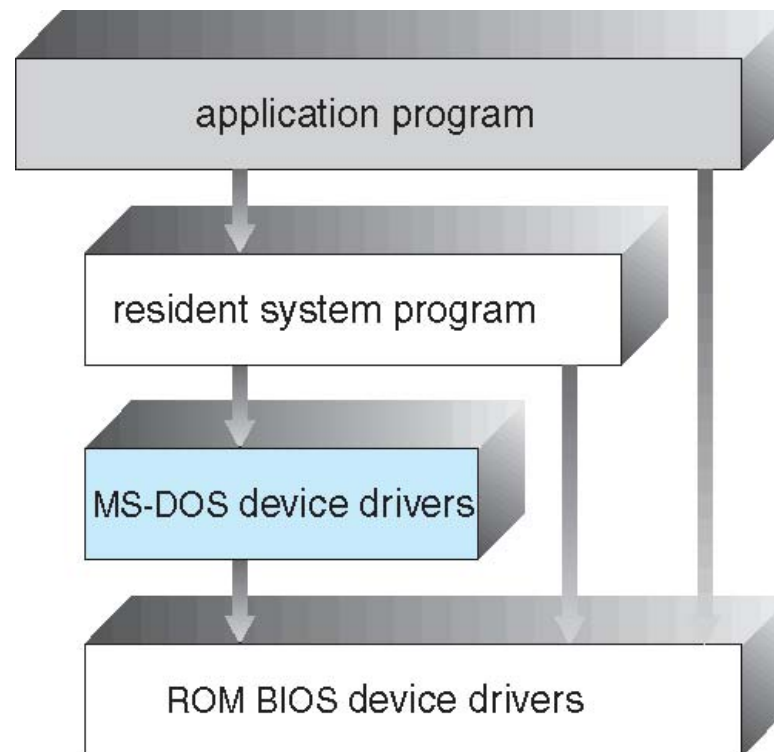 application program
resident system program
MS-DOS device drivers
ROM BIOS device drivers